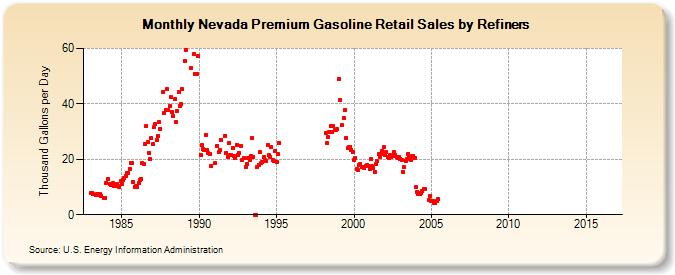 Monthly Nevada Premium Gasoline Retail Sales by Refiners
Thousand Gallons per Day
60
40
20
0
1985 1990 1995 2000 2005 2010 2015
Source: U.S. Energy Information Administration